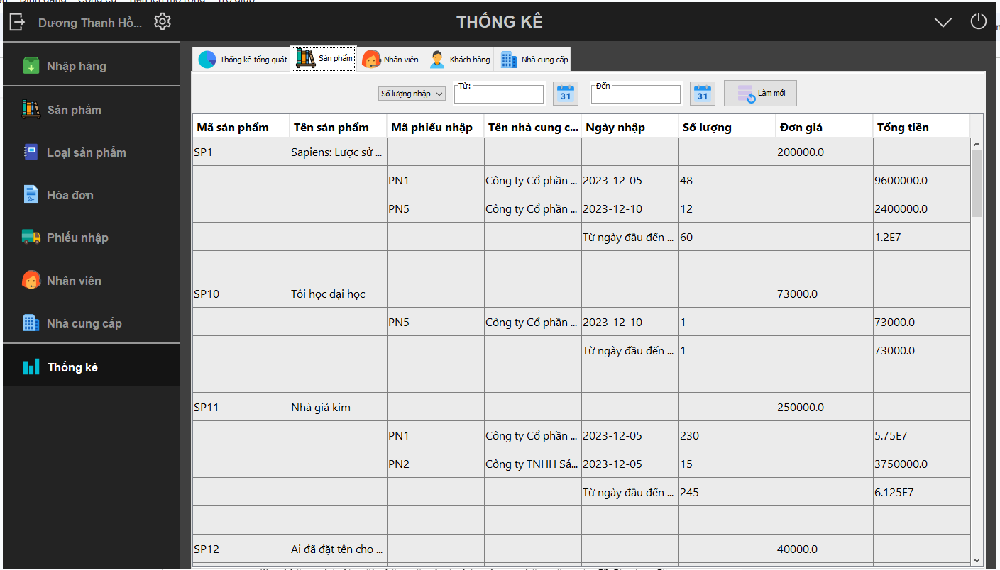 Dương Thanh Hồ...
THỐNG KÊ
Nhập hàng
Sản phẩm
Loại sản phẩm
Hóa đơn
Phiếu nhập
Nhân viên
Nhà cung cấp
Thống kê
Thống kê tổng quát Sản phẩm Nhân viên Khách hàng Nhà cung cấp
Số lượng nhập Từ: 31 Đến 31 Làm mới
Mã sản phẩm Tên sản phẩm Mã phiếu nhập Tên nhà cung c... Ngày nhập Số lượng Đơn giá Tổng tiền
SP1 Sapiens: Lược sử ... 200000.0
PN1 Công ty Cổ phần ... 2023-12-05 48 9600000.0
PN5 Công ty Cổ phần ... 2023-12-10 12 2400000.0
Từ ngày đầu đến ... 60 1.2E7
SP10 Tôi học đại học 73000.0
PN5 Công ty Cổ phần ... 2023-12-10 1 73000.0
Từ ngày đầu đến ... 1 73000.0
SP11 Nhà giả kim 250000.0
PN1 Công ty Cổ phần ... 2023-12-05 230 5.75E7
PN2 Công ty TNHH Sá... 2023-12-05 15 3750000.0
Từ ngày đầu đến ... 245 6.125E7
SP12 Ai đã đặt tên cho ... 40000.0